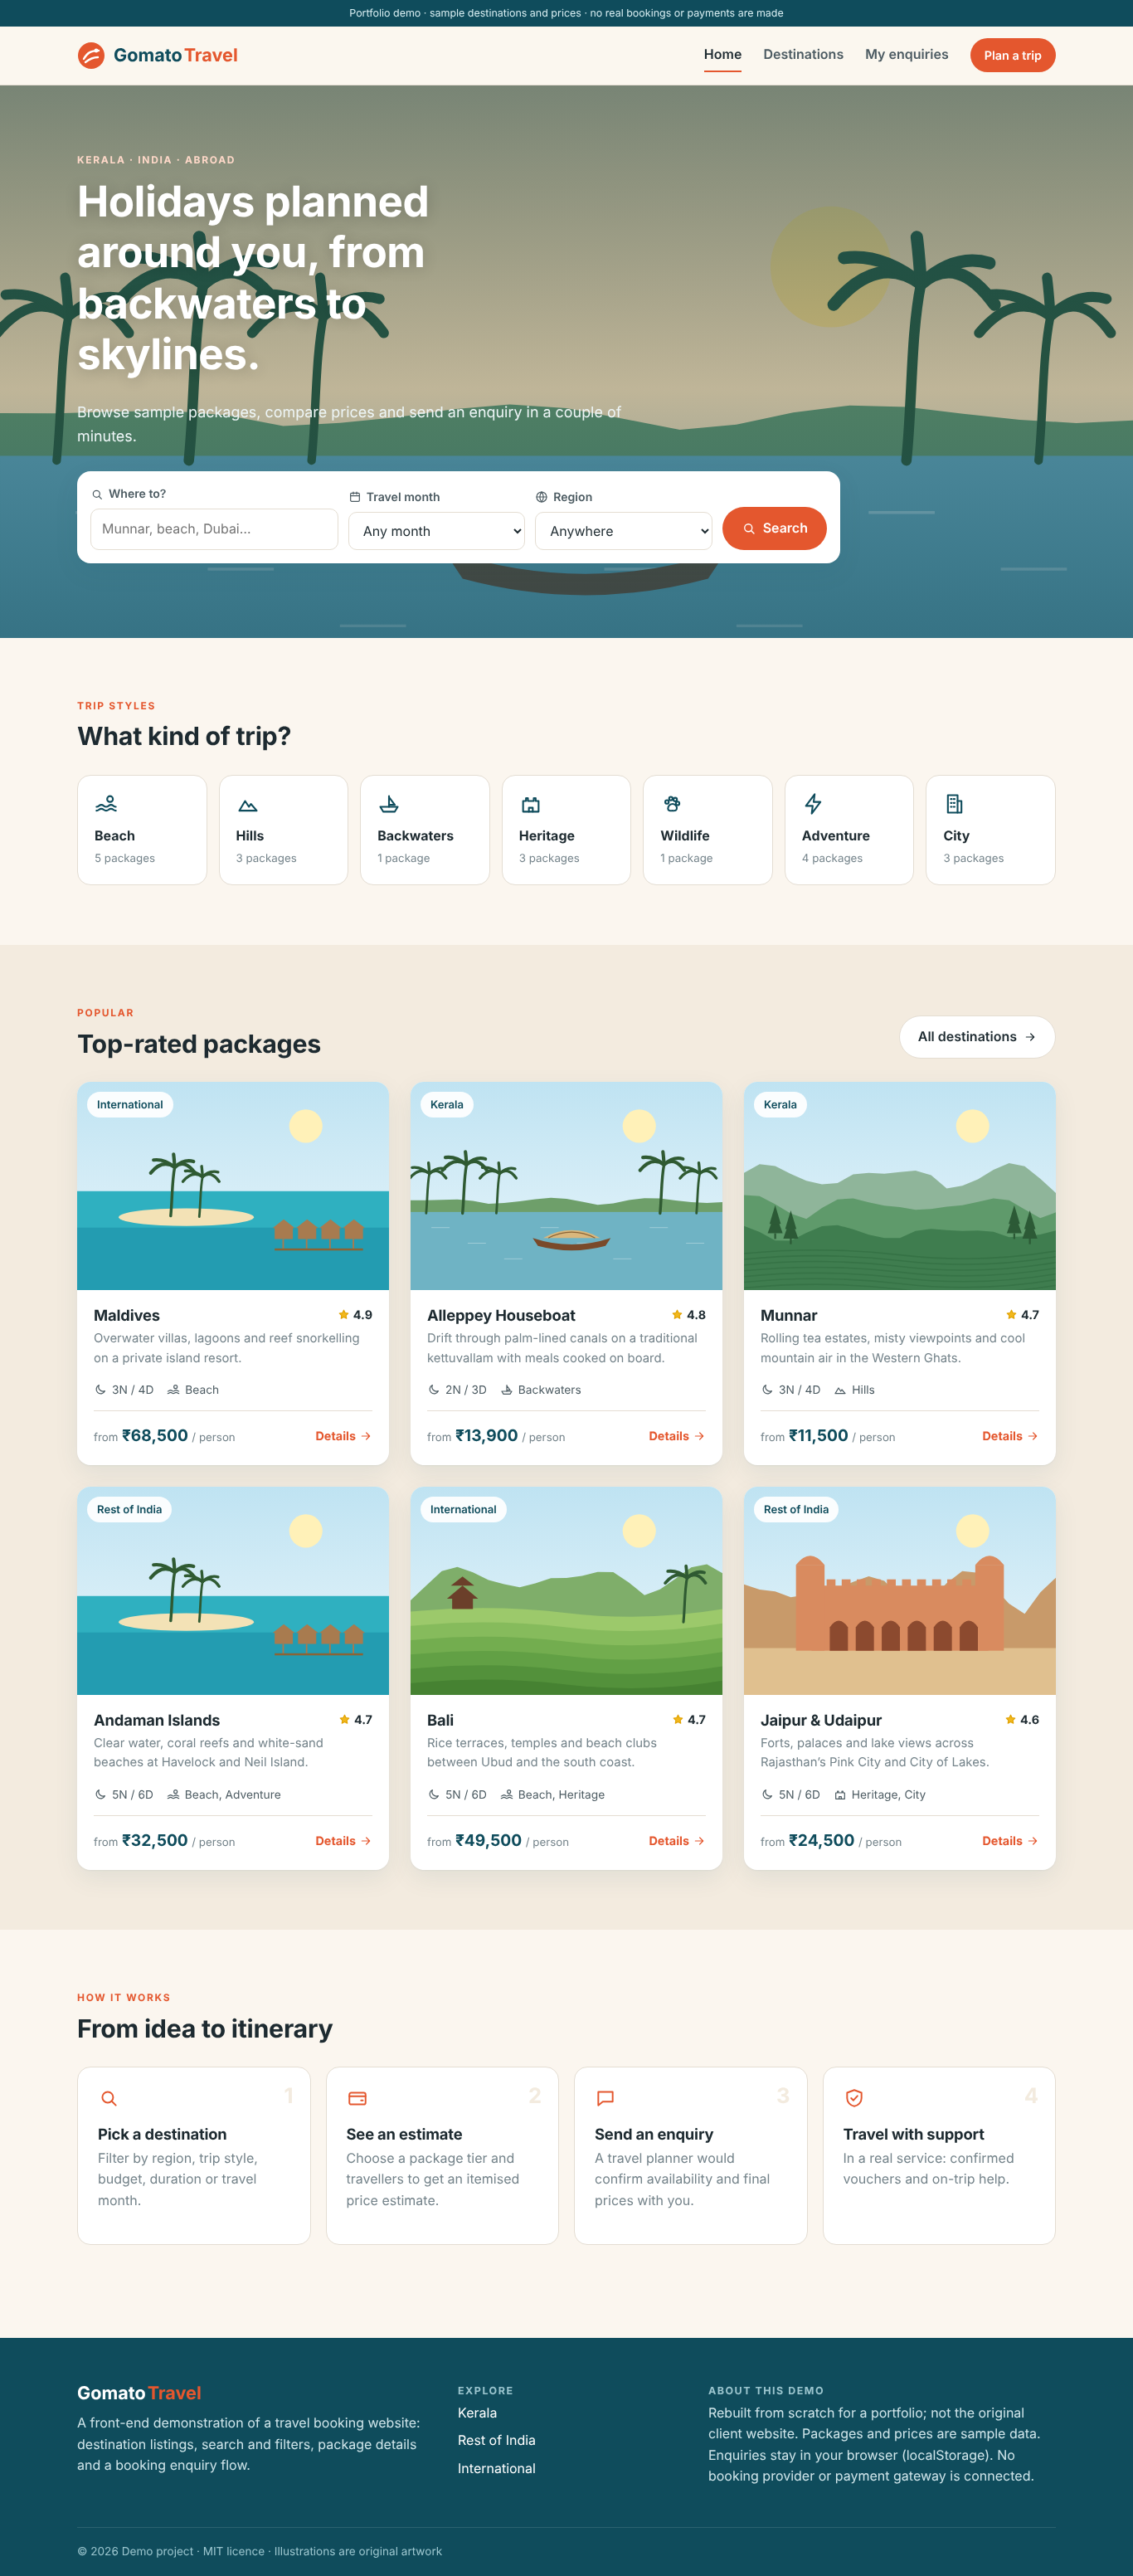 Portfolio demo · sample destinations and prices · no real bookings or payments are made
GomatoTravel
Home
Destinations
My enquiries
Plan a trip
KERALA · INDIA · ABROAD
Holidays planned
around you, from
backwaters to
skylines.
Browse sample packages, compare prices and send an enquiry in a couple of
minutes.
Where to?
Munnar, beach, Dubai...
Travel month
Any month
Region
Anywhere
Search
TRIP STYLES
What kind of trip?
Beach
5 packages
Hills
3 packages
Backwaters
1 package
Heritage
3 packages
Wildlife
1 package
Adventure
4 packages
City
3 packages
POPULAR
Top-rated packages
All destinations →
International
Maldives
4.9
Overwater villas, lagoons and reef snorkelling
on a private island resort.
3N / 4D
Beach
from ₹68,500 / person
Details →
Kerala
Alleppey Houseboat
4.8
Drift through palm-lined canals on a traditional
kettuvallam with meals cooked on board.
2N / 3D
Backwaters
from ₹13,900 / person
Details →
Kerala
Munnar
4.7
Rolling tea estates, misty viewpoints and cool
mountain air in the Western Ghats.
3N / 4D
Hills
from ₹11,500 / person
Details →
Rest of India
Andaman Islands
4.7
Clear water, coral reefs and white-sand
beaches at Havelock and Neil Island.
5N / 6D
Beach, Adventure
from ₹32,500 / person
Details →
International
Bali
4.7
Rice terraces, temples and beach clubs
between Ubud and the south coast.
5N / 6D
Beach, Heritage
from ₹49,500 / person
Details →
Rest of India
Jaipur & Udaipur
4.6
Forts, palaces and lake views across
Rajasthan's Pink City and City of Lakes.
5N / 6D
Heritage, City
from ₹24,500 / person
Details →
HOW IT WORKS
From idea to itinerary
1
Pick a destination
Filter by region, trip style,
budget, duration or travel
month.
2
See an estimate
Choose a package tier and
travellers to get an itemised
price estimate.
3
Send an enquiry
A travel planner would
confirm availability and final
prices with you.
4
Travel with support
In a real service: confirmed
vouchers and on-trip help.
GomatoTravel
A front-end demonstration of a travel booking website:
destination listings, search and filters, package details
and a booking enquiry flow.
EXPLORE
Kerala
Rest of India
International
ABOUT THIS DEMO
Rebuilt from scratch for a portfolio; not the original
client website. Packages and prices are sample data.
Enquiries stay in your browser (localStorage). No
booking provider or payment gateway is connected.
© 2026 Demo project · MIT licence · Illustrations are original artwork